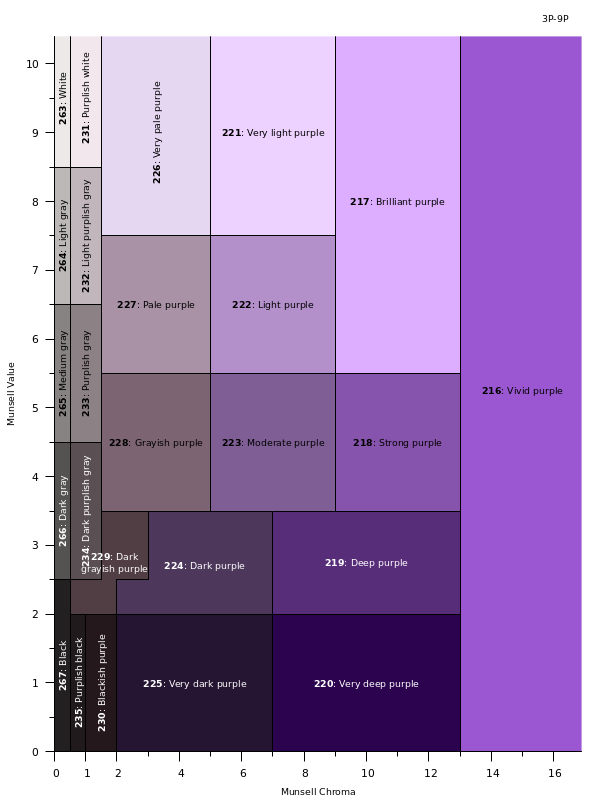 3P-9P
10
9
8
7
6
5
4
3
2
1
0
Munsell Value
263: White
231: Purplish white
226: Very pale purple
221: Very light purple
217: Brilliant purple
264: Light gray
232: Light purplish gray
227: Pale purple
222: Light purple
265: Medium gray
233: Purplish gray
216: Vivid purple
228: Grayish purple
223: Moderate purple
218: Strong purple
266: Dark gray
234: Dark purplish gray
229: Dark
grayish purple
224: Dark purple
219: Deep purple
267: Black
235: Purplish black
230: Blackish purple
225: Very dark purple
220: Very deep purple
0 1 2 4 6 8 10 12 14 16
Munsell Chroma